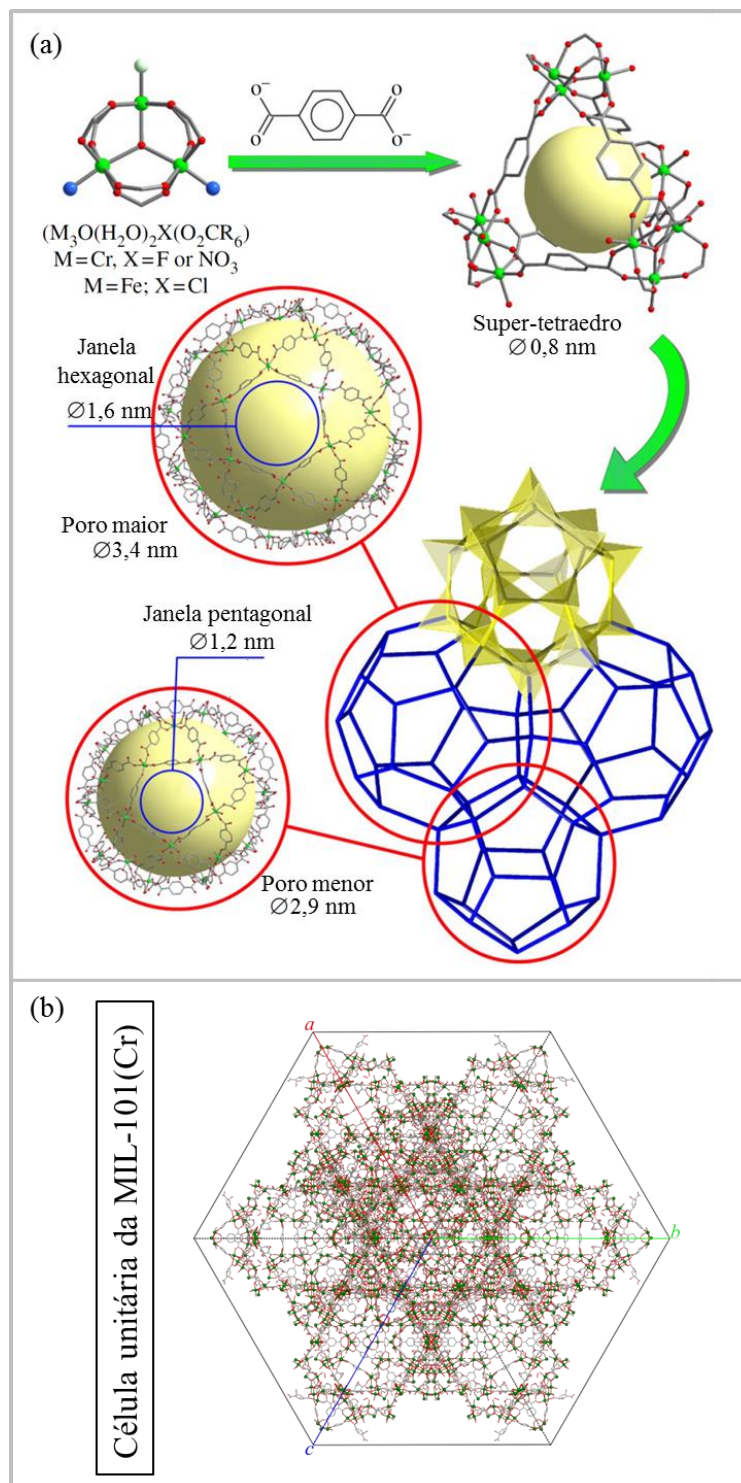 (a)
O⁻
O
O
O⁻
(M₃O(H₂O)₂X(O₂CR₆)
M=Cr, X=F or NO₃
M=Fe; X=Cl
Super-tetraedro
∅ 0,8 nm
Janela
hexagonal
∅1,6 nm
Poro maior
∅3,4 nm
Janela pentagonal
∅1,2 nm
Poro menor
∅2,9 nm
(b)
Célula unitária da MIL-101(Cr)
a
b
c